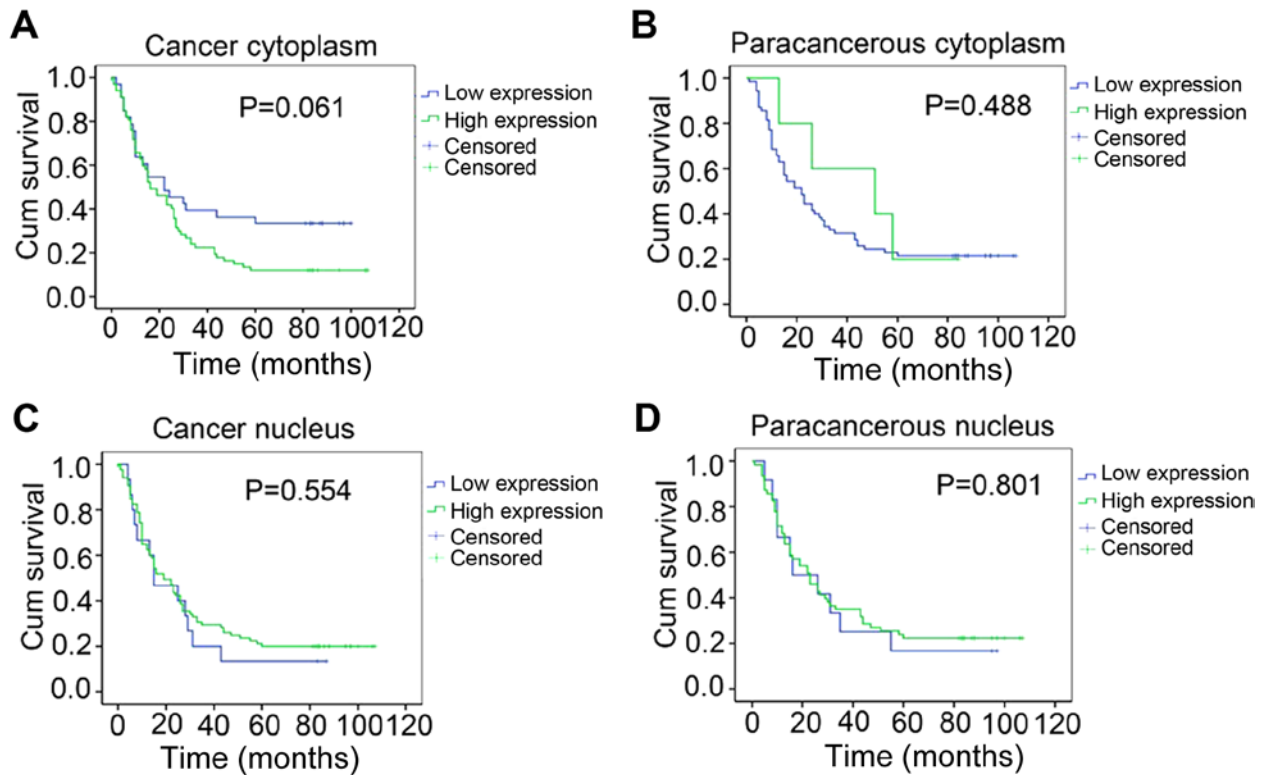 A
Cancer cytoplasm
Cum survival
1.0
0.8
0.6
0.4
0.2
0.0
P=0.061
Low expression
High expression
Censored
Censored
0 20 40 60 80 100 120
Time (months)
B
Paracancerous cytoplasm
Cum survival
1.0
0.8
0.6
0.4
0.2
0.0
P=0.488
Low expression
High expression
Censored
Censored
0 20 40 60 80 100 120
Time (months)
C
Cancer nucleus
Cum survival
1.0
0.8
0.6
0.4
0.2
0.0
P=0.554
Low expression
High expression
Censored
Censored
0 20 40 60 80 100 120
Time (months)
D
Paracancerous nucleus
Cum survival
1.0
0.8
0.6
0.4
0.2
0.0
P=0.801
Low expression
High expression
Censored
Censored
0 20 40 60 80 100 120
Time (months)